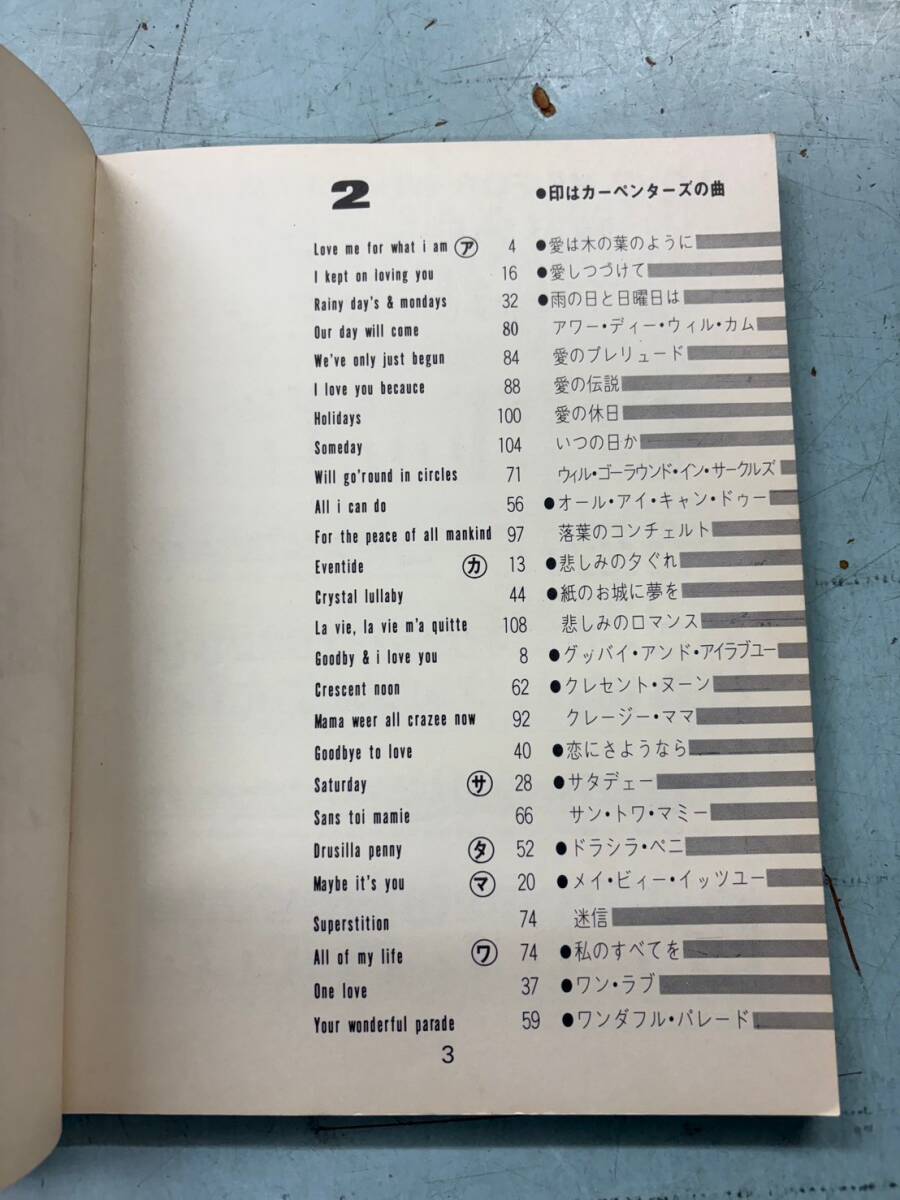 2
●印はカーペンターズの曲
Love me for what i am ㋐ 4 ●愛は木の葉のように
I kept on loving you 16 ●愛しつづけて
Rainy day's & mondays 32 ●雨の日と日曜日は
Our day will come 80 アワー・ディー・ウィル・カム
We've only just begun 84 愛のプレリュード
I love you becauce 88 愛の伝説
Holidays 100 愛の休日
Someday 104 いつの日か
Will go'round in circles 71 ウィル・ゴーラウンド・イン・サークルズ
All i can do 56 ●オール・アイ・キャン・ドゥー
For the peace of all mankind 97 落葉のコンチェルト
Eventide ㋕ 13 ●悲しみの夕ぐれ
Crystal lullaby 44 ●紙のお城に夢を
La vie, la vie m'a quitte 108 悲しみのロマンス
Goodby & i love you 8 ●グッバイ・アンド・アイラブユー
Crescent noon 62 ●クレセント・ヌーン
Mama weer all crazee now 92 クレージー・ママ
Goodbye to love 40 ●恋にさようなら
Saturday ㋚ 28 ●サタデェー
Sans toi mamie 66 サン・トワ・マミー
Drusilla penny ㋟ 52 ●ドラシラ・ペニ
Maybe it's you ㋮ 20 ●メイ・ビィー・イッツユー
Superstition 74 迷信
All of my life ㋻ 74 ●私のすべてを
One love 37 ●ワン・ラブ
Your wonderful parade 59 ●ワンダフル・パレード
3